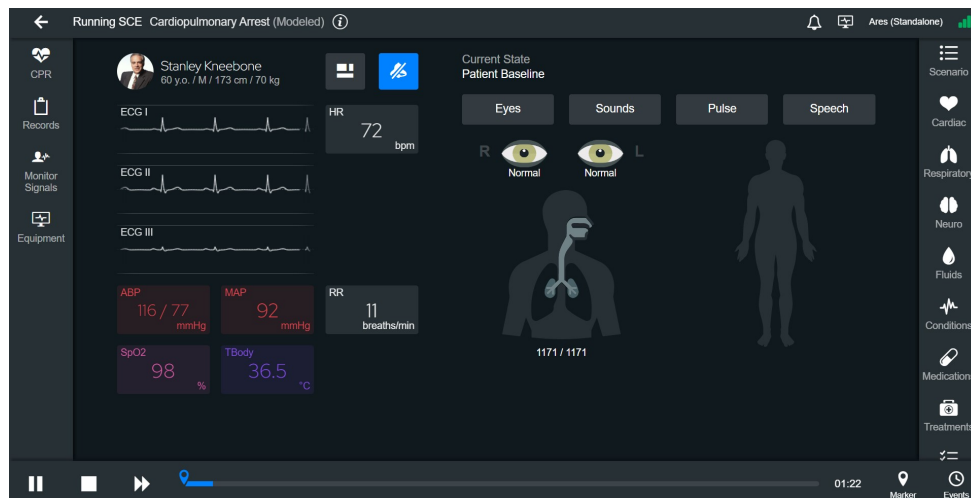 Running SCE Cardiopulmonary Arrest (Modeled) i
Ares (Standalone)
CPR
Records
Monitor
Signals
Equipment
Stanley Kneebone
60 y.o. / M / 173 cm / 70 kg
ECG I
HR
72
bpm
ECG II
ECG III
ABP
116 / 77
mmHg
MAP
92
mmHg
RR
11
breaths/min
SpO2
98
%
TBody
36.5
°C
Current State
Patient Baseline
Eyes
Sounds
Pulse
Speech
R
L
Normal
Normal
1171 / 1171
Scenario
Cardiac
Respiratory
Neuro
Fluids
Conditions
Medication
Treatments
01:22
Marker
Events